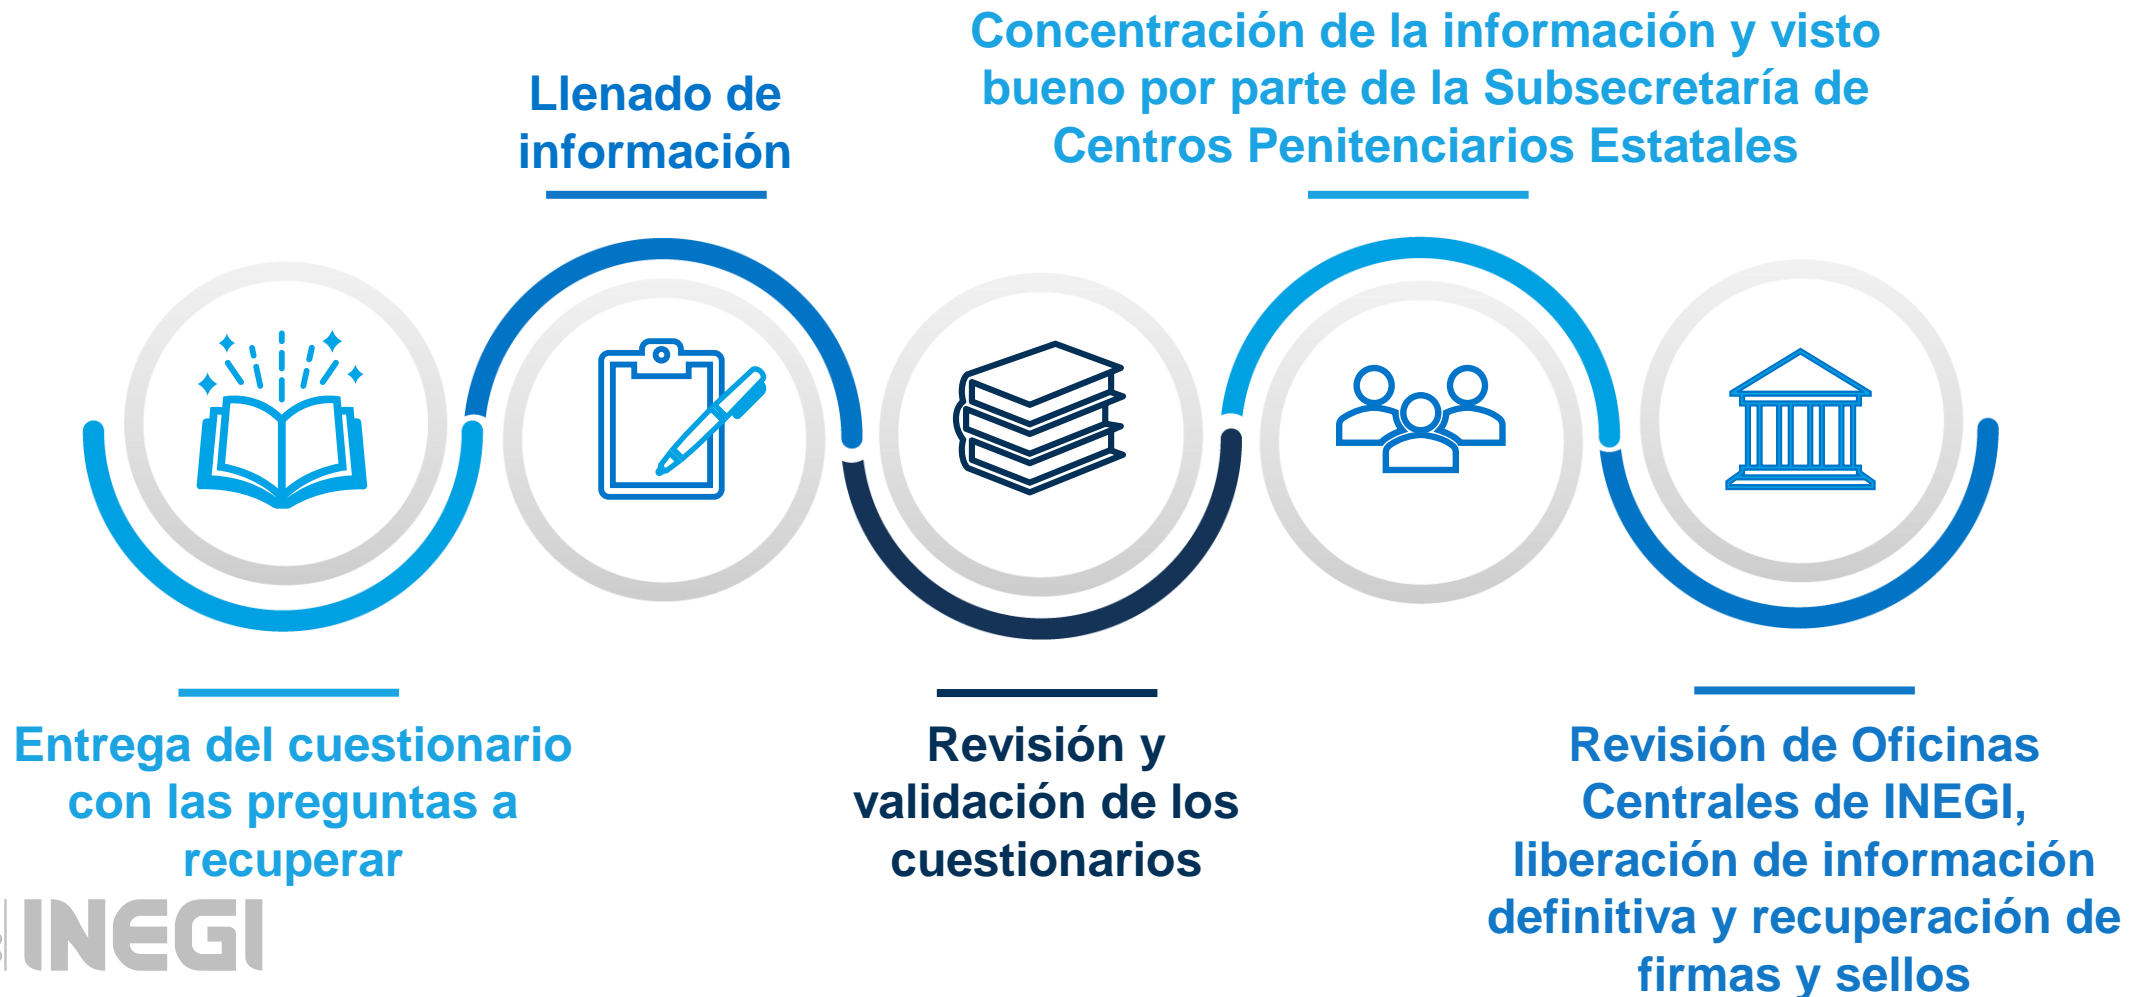 Entrega del cuestionario
con las preguntas a
recuperar
Llenado de
información
Revisión y
validación de los
cuestionarios
Concentración de la información y visto
bueno por parte de la Subsecretaría de
Centros Penitenciarios Estatales
Revisión de Oficinas
Centrales de INEGI,
liberación de información
definitiva y recuperación de
firmas y sellos
INEGI